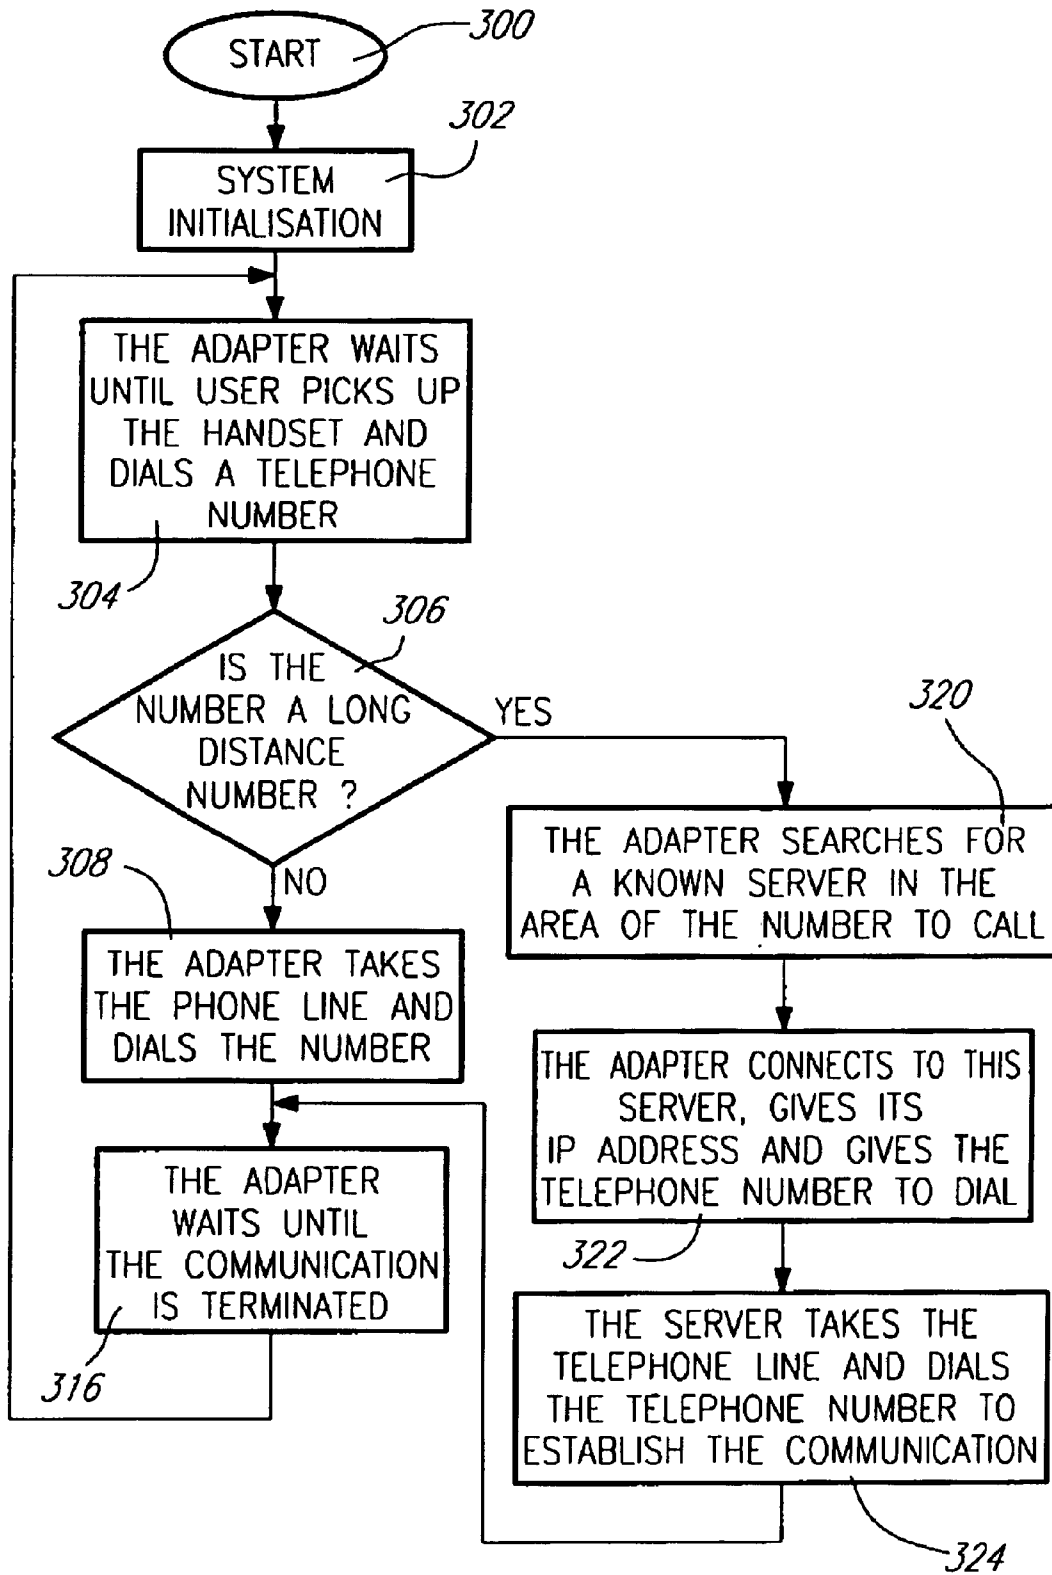 300
START
302
SYSTEM
INITIALISATION
THE ADAPTER WAITS
UNTIL USER PICKS UP
THE HANDSET AND
DIALS A TELEPHONE
NUMBER
304
306
IS THE
NUMBER A LONG
DISTANCE
NUMBER ?
YES
NO
308
THE ADAPTER TAKES
THE PHONE LINE AND
DIALS THE NUMBER
THE ADAPTER
WAITS UNTIL
THE COMMUNICATION
IS TERMINATED
316
320
THE ADAPTER SEARCHES FOR
A KNOWN SERVER IN THE
AREA OF THE NUMBER TO CALL
THE ADAPTER CONNECTS TO THIS
SERVER, GIVES ITS
IP ADDRESS AND GIVES THE
TELEPHONE NUMBER TO DIAL
322
THE SERVER TAKES THE
TELEPHONE LINE AND DIALS
THE TELEPHONE NUMBER TO
ESTABLISH THE COMMUNICATION
324